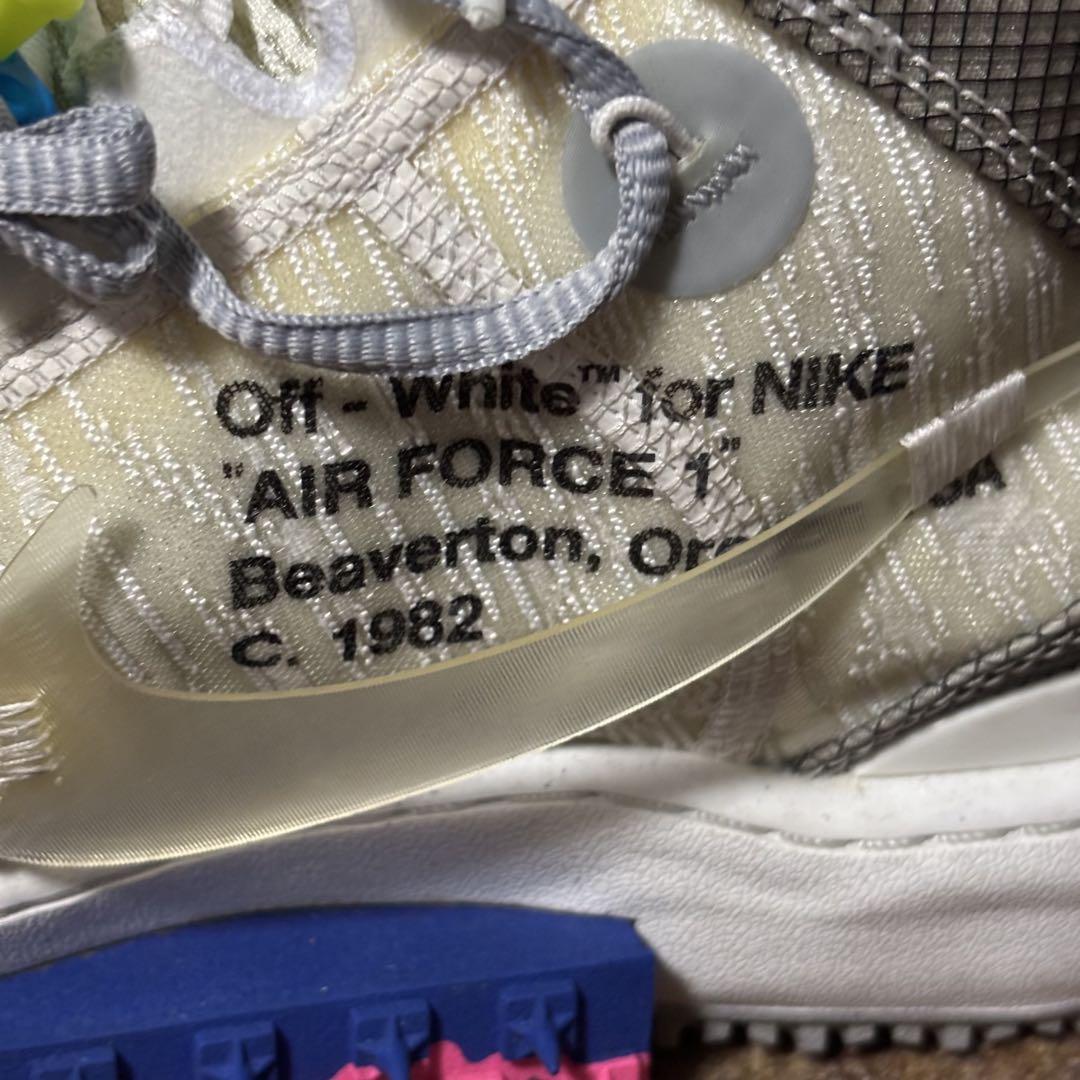 Off - White™ for NIKE
"AIR FORCE 1"
Beaverton,
C. 1982